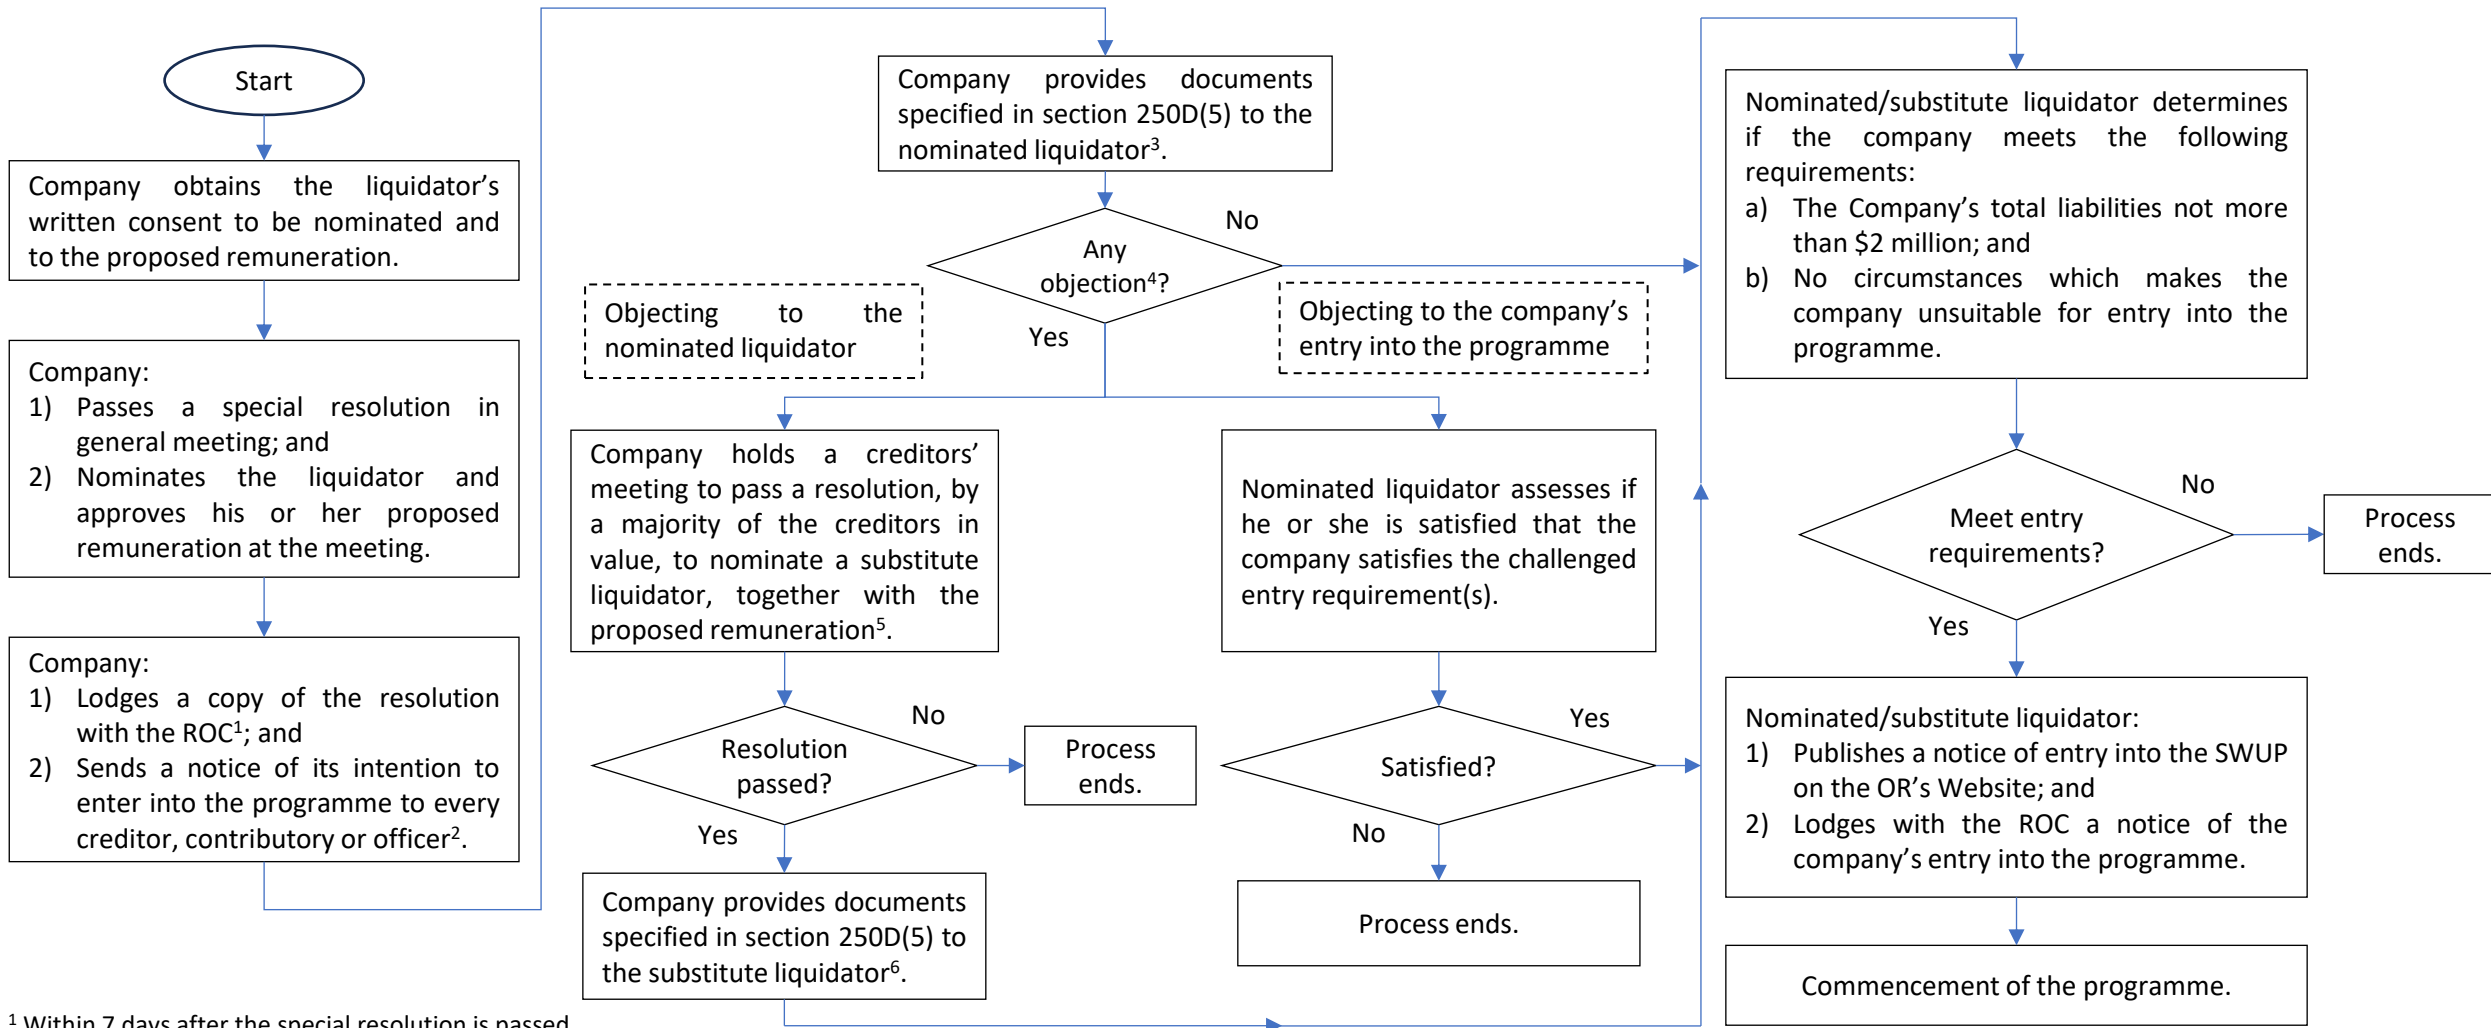 Start
Company obtains the liquidator’s
written consent to be nominated and
to the proposed remuneration.
Company:
1) Passes a special resolution in
general meeting; and
2) Nominates the liquidator and
approves his or her proposed
remuneration at the meeting.
Company:
1) Lodges a copy of the resolution
with the ROC¹; and
2) Sends a notice of its intention to
enter into the programme to every
creditor, contributory or officer².
Company provides documents
specified in section 250D(5) to the
nominated liquidator³.
Any
objection⁴?
No
Yes
Objecting to the
nominated liquidator
Objecting to the company’s
entry into the programme
Company holds a creditors’
meeting to pass a resolution, by
a majority of the creditors in
value, to nominate a substitute
liquidator, together with the
proposed remuneration⁵.
Resolution
passed?
No
Process
ends.
Yes
Company provides documents
specified in section 250D(5) to
the substitute liquidator⁶.
Nominated liquidator assesses if
he or she is satisfied that the
company satisfies the challenged
entry requirement(s).
Satisfied?
Yes
No
Process ends.
Nominated/substitute liquidator determines
if the company meets the following
requirements:
a) The Company’s total liabilities not more
than $2 million; and
b) No circumstances which makes the
company unsuitable for entry into the
programme.
Meet entry
requirements?
No
Process
ends.
Yes
Nominated/substitute liquidator:
1) Publishes a notice of entry into the SWUP
on the OR’s Website; and
2) Lodges with the ROC a notice of the
company’s entry into the programme.
Commencement of the programme.
¹ Within 7 days after the special resolution is passed